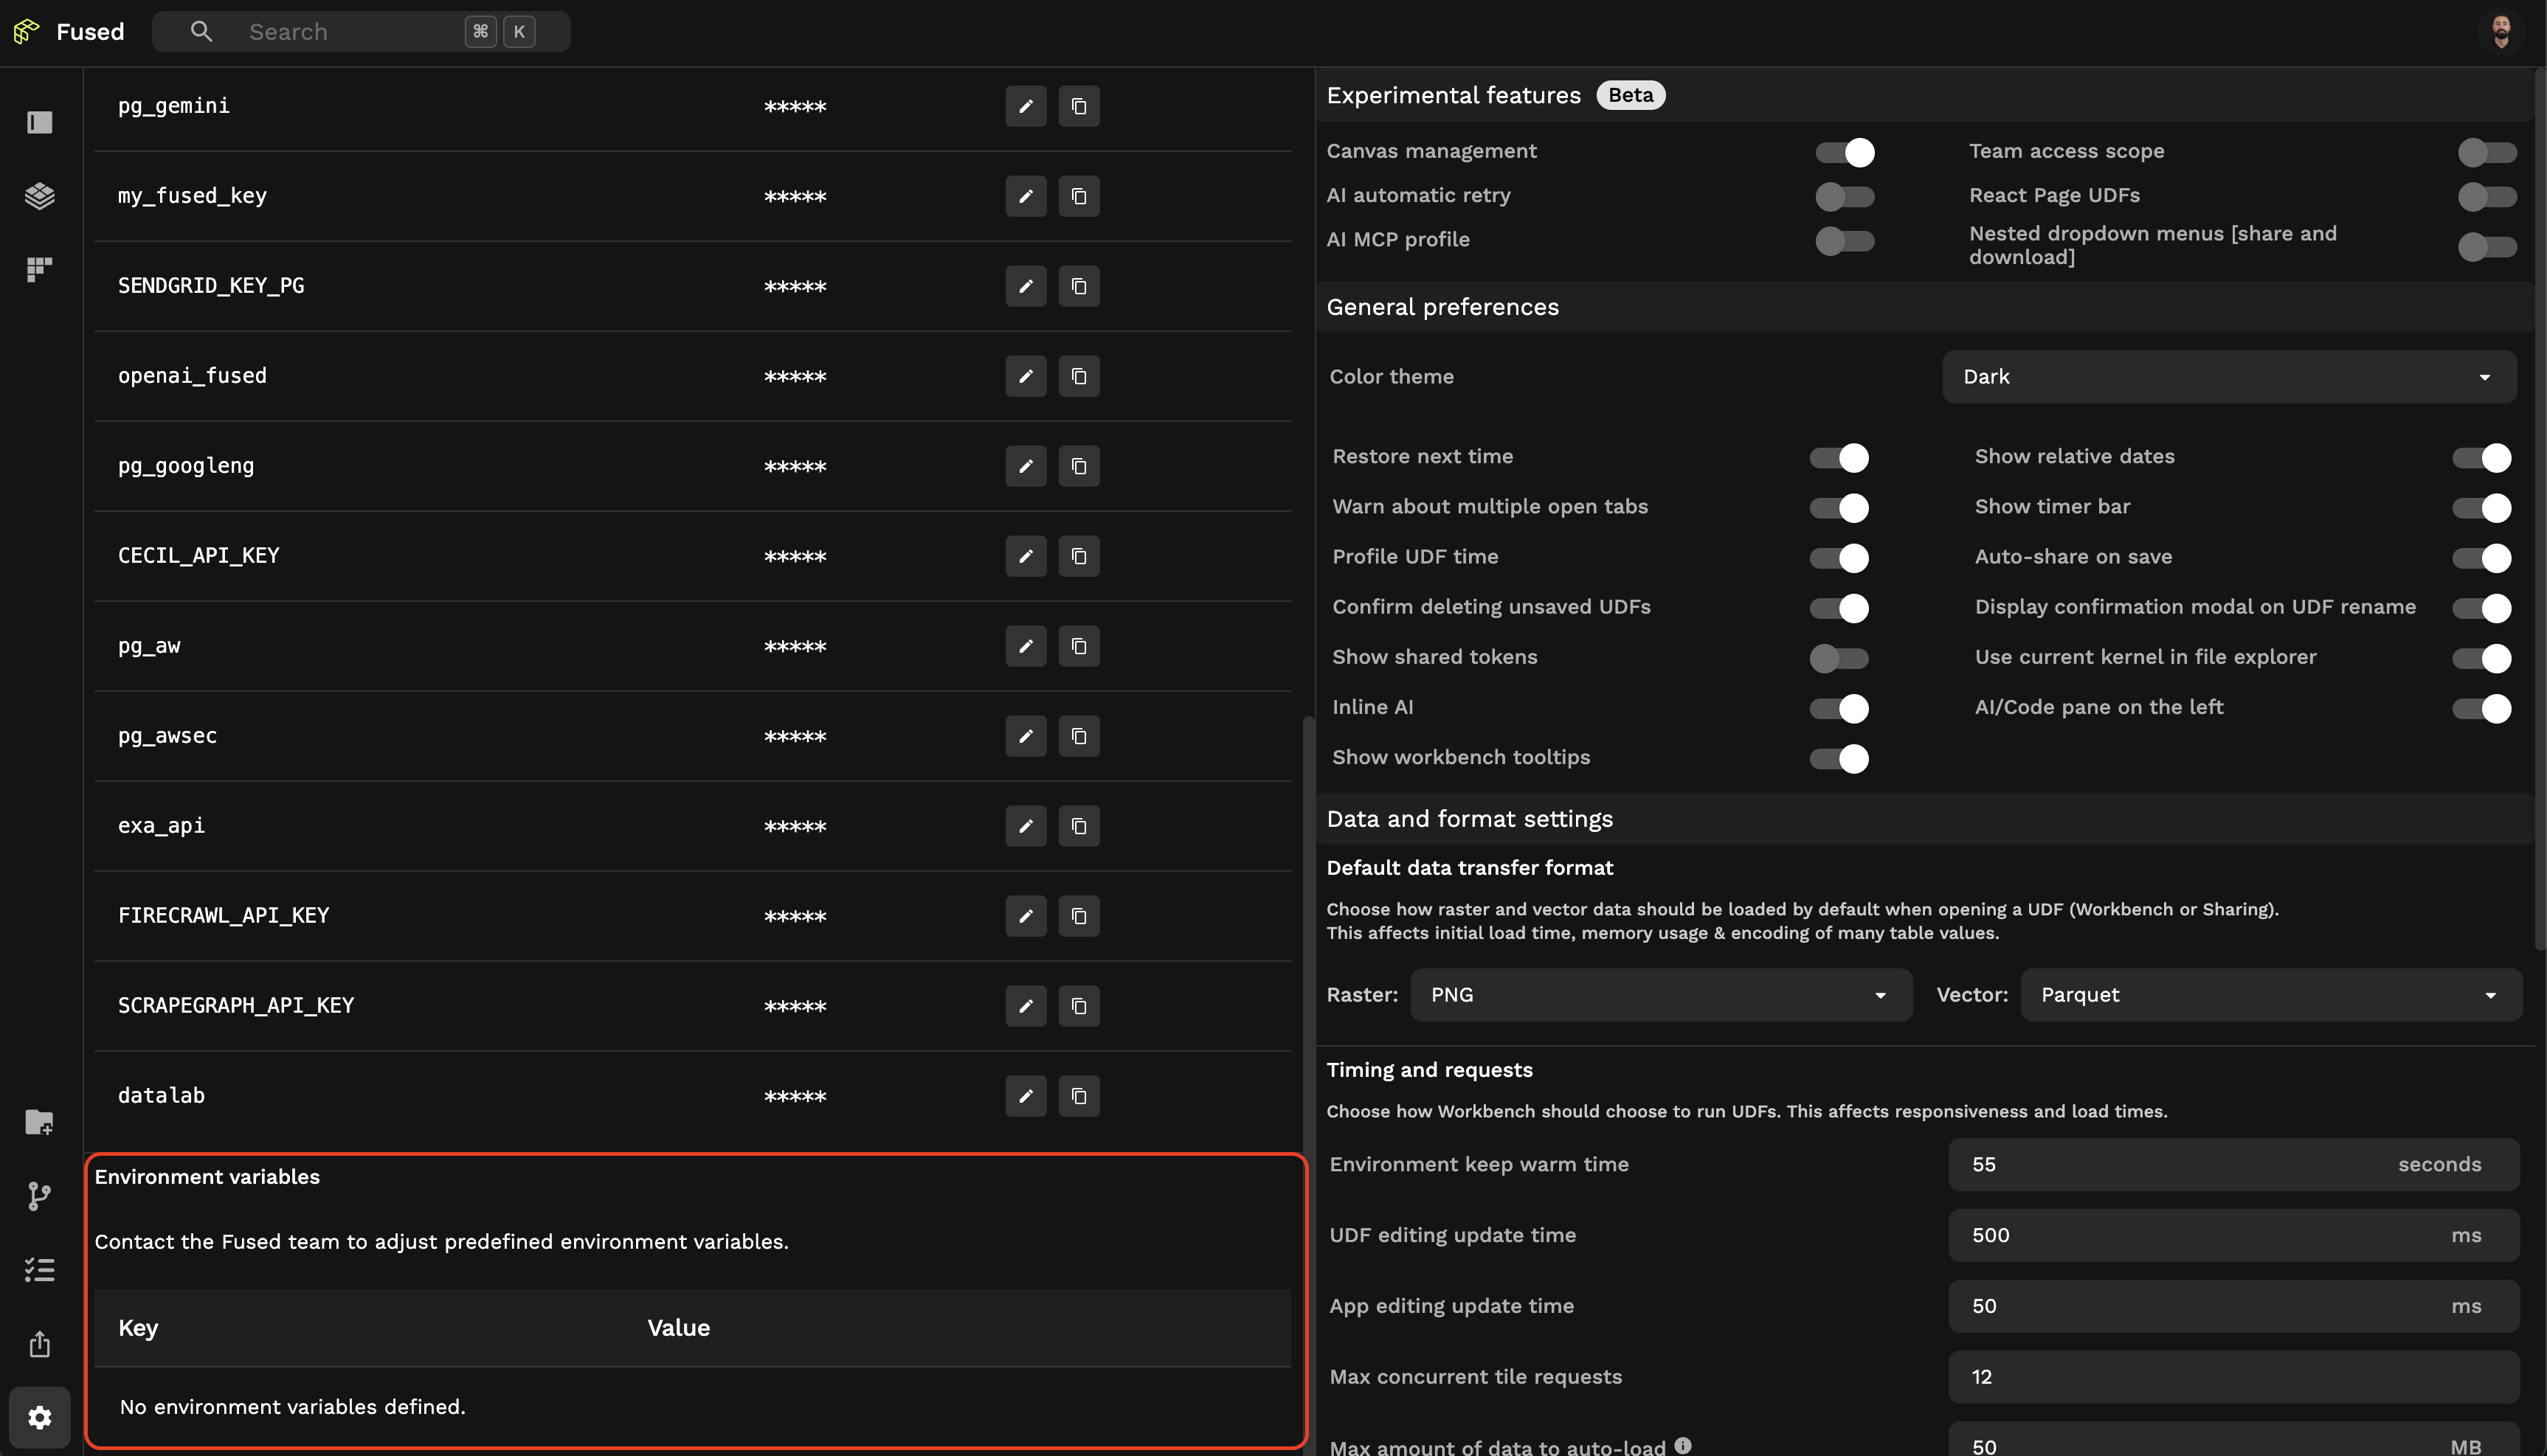 Fused
Search
⌘ K
pg_gemini
*****
my_fused_key
*****
SENDGRID_KEY_PG
*****
openai_fused
*****
pg_googleng
*****
CECIL_API_KEY
*****
pg_aw
*****
pg_awsec
*****
exa_api
*****
FIRECRAWL_API_KEY
*****
SCRAPEGRAPH_API_KEY
*****
datalab
*****
Environment variables
Contact the Fused team to adjust predefined environment variables.
Key
Value
No environment variables defined.
Experimental features
Beta
Canvas management
Team access scope
AI automatic retry
React Page UDFs
AI MCP profile
Nested dropdown menus [share and
download]
General preferences
Color theme
Dark
Restore next time
Show relative dates
Warn about multiple open tabs
Show timer bar
Profile UDF time
Auto-share on save
Confirm deleting unsaved UDFs
Display confirmation modal on UDF rename
Show shared tokens
Use current kernel in file explorer
Inline AI
AI/Code pane on the left
Show workbench tooltips
Data and format settings
Default data transfer format
Choose how raster and vector data should be loaded by default when opening a UDF (Workbench or Sharing).
This affects initial load time, memory usage & encoding of many table values.
Raster:
PNG
Vector:
Parquet
Timing and requests
Choose how Workbench should choose to run UDFs. This affects responsiveness and load times.
Environment keep warm time
55
seconds
UDF editing update time
500
ms
App editing update time
50
ms
Max concurrent tile requests
12
Max amount of data to auto-load
50
MB